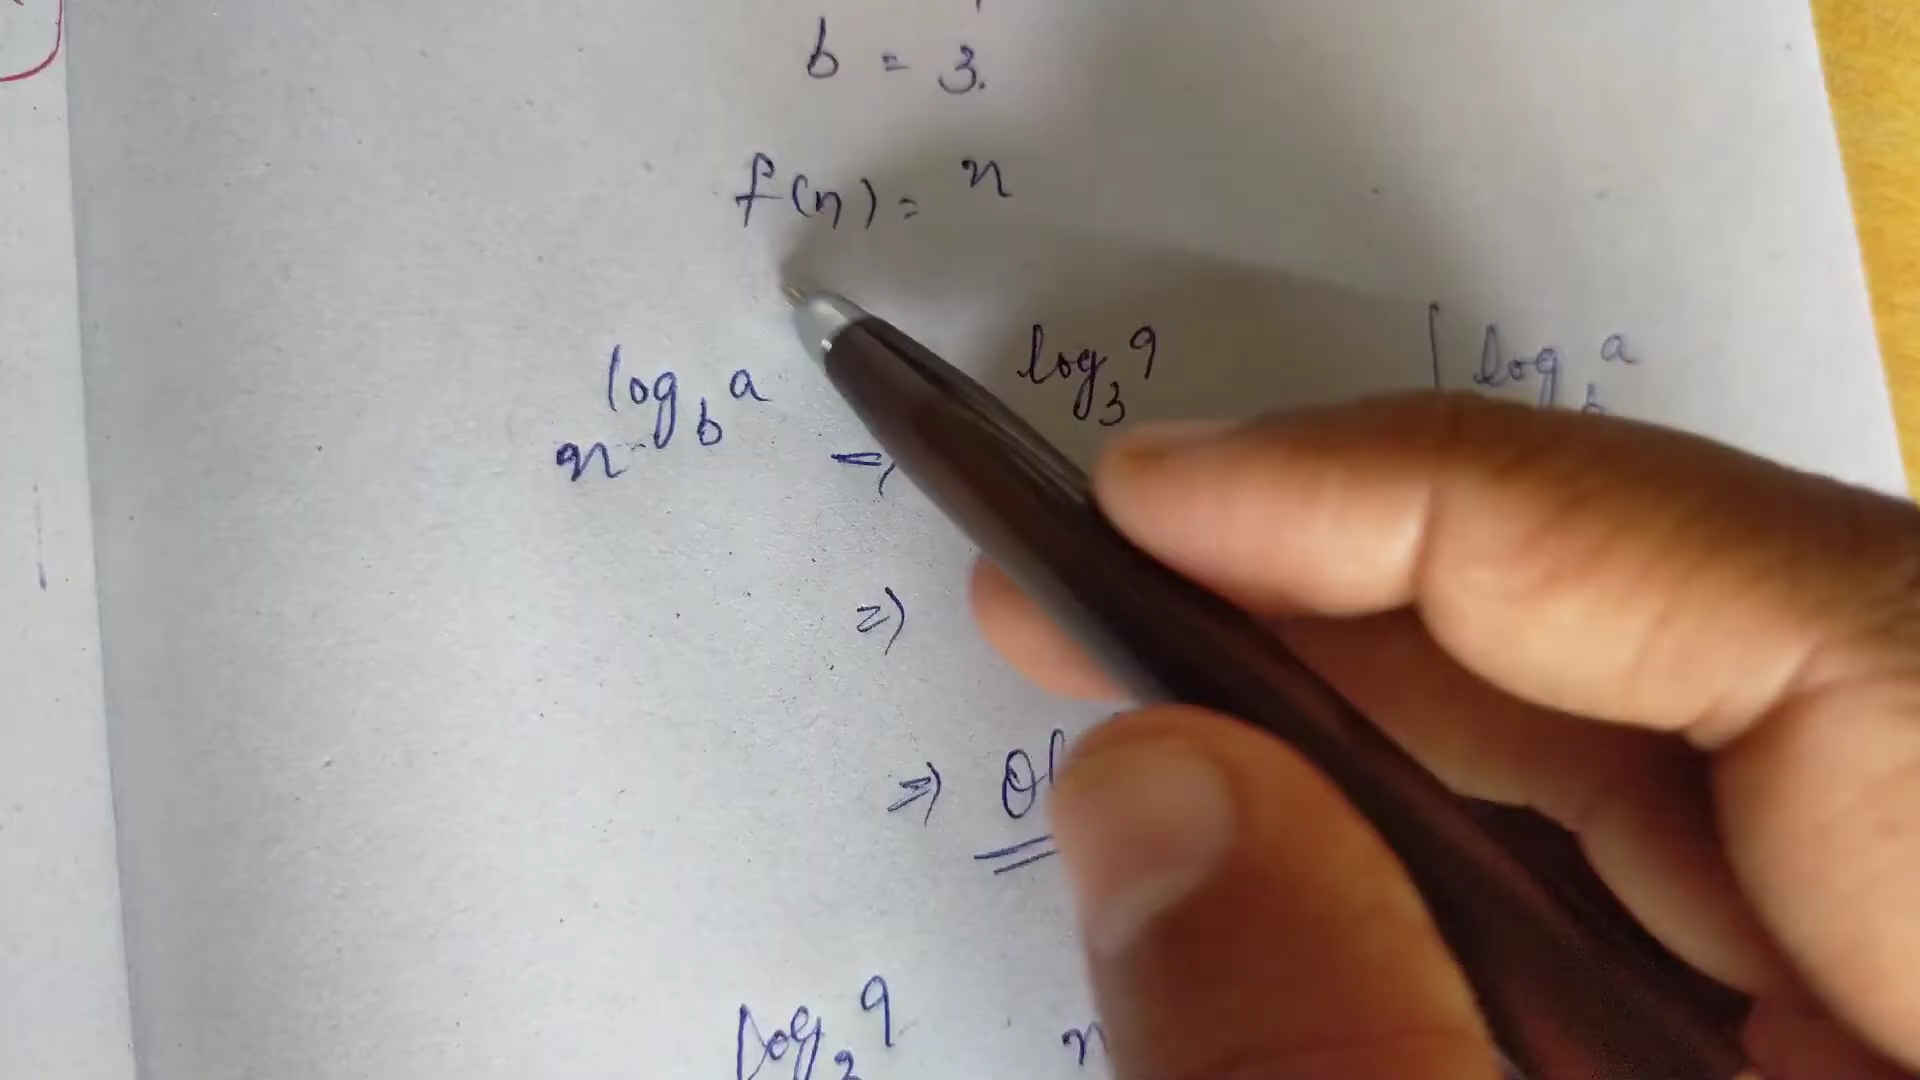 b = 3.
f(n) = n
n^{log_b a} => log_3 9 log_b a
=>
=> O(
log_3 9 n